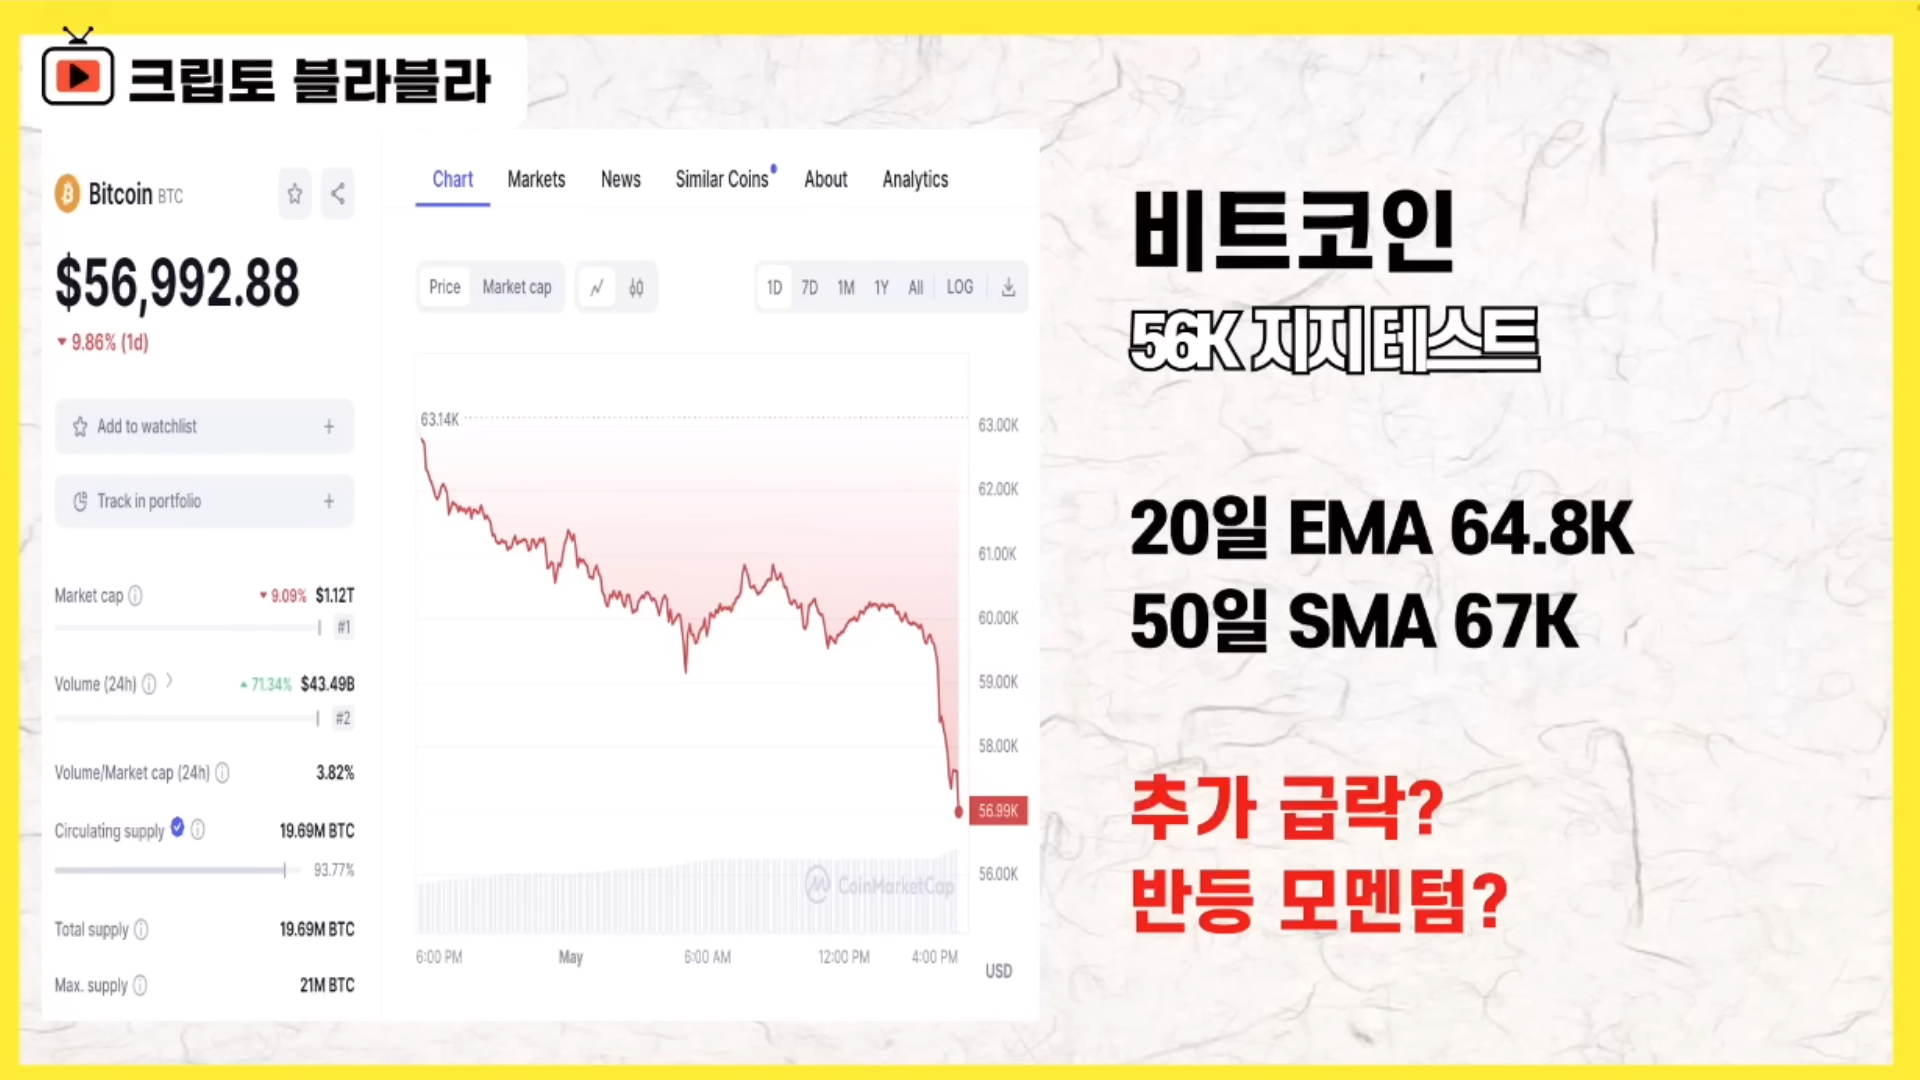 크립토 블라블라
Bitcoin BTC
$56,992.88
9.86% (1d)
Add to watchlist +
Track in portfolio +
Market cap 9.09% $1.12T
#1
Volume (24h) 71.34% $43.49B
#2
Volume/Market cap (24h) 3.82%
Circulating supply 19.69M BTC
93.77%
Total supply 19.69M BTC
Max. supply 21M BTC
Chart Markets News Similar Coins About Analytics
Price Market cap 1D 7D 1M 1Y All LOG
63.14K
63.00K
62.00K
61.00K
60.00K
59.00K
58.00K
56.99K
56.00K
CoinMarketCap
6:00 PM May 6:00 AM 12:00 PM 4:00 PM
USD
비트코인
56K 지지 테스트
20일 EMA 64.8K
50일 SMA 67K
추가 급락?
반등 모멘텀?